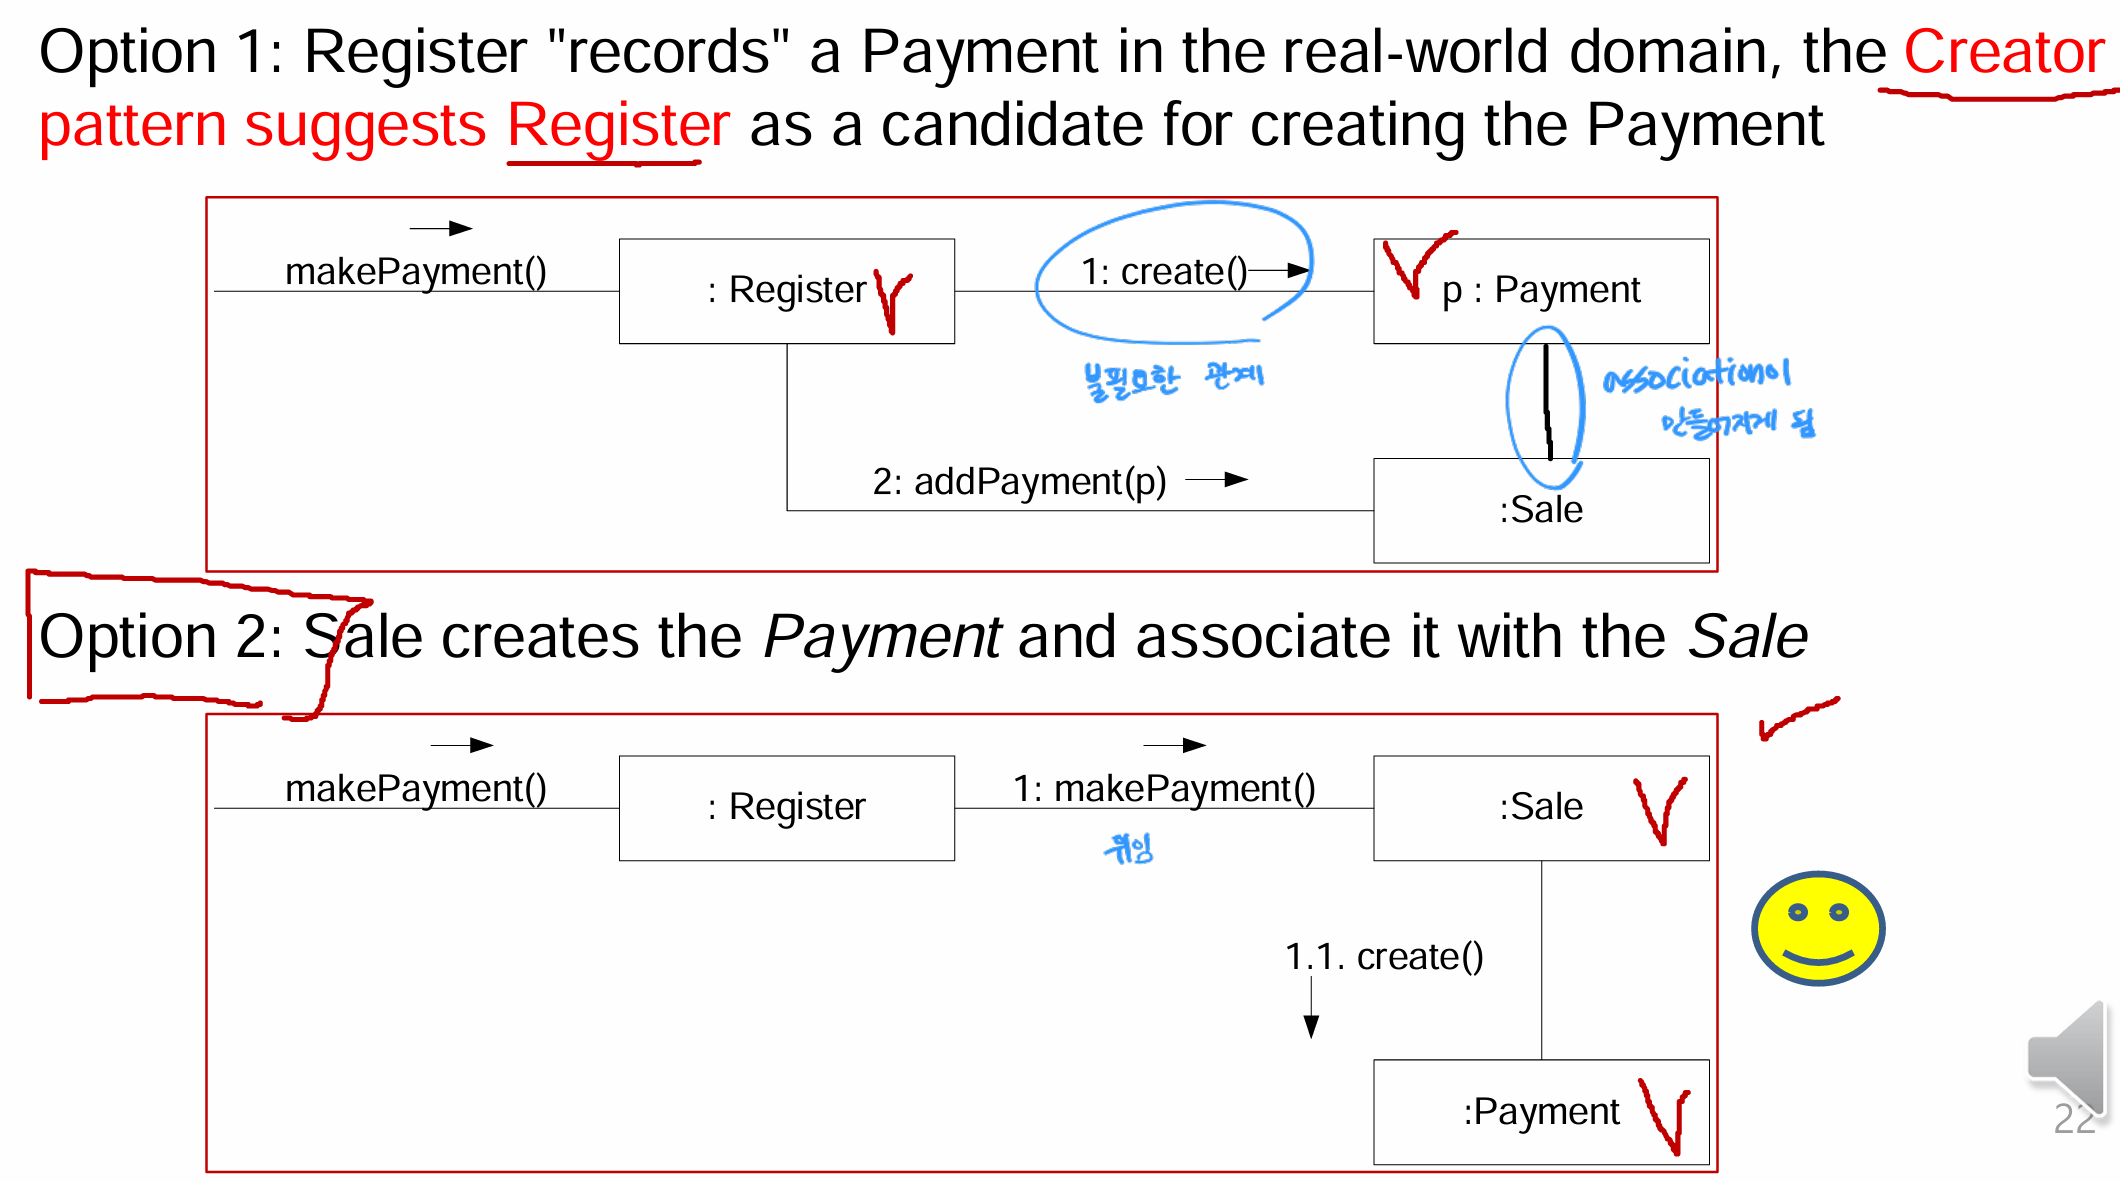 Option 1: Register "records" a Payment in the real-world domain, the Creator
pattern suggests Register as a candidate for creating the Payment
makePayment()
: Register
1: create()
p : Payment
불필요한 관계
association이
만들어지게 됨
2: addPayment(p)
:Sale
Option 2: Sale creates the Payment and associate it with the Sale
makePayment()
: Register
1: makePayment()
:Sale
위임
1.1. create()
:Payment
22